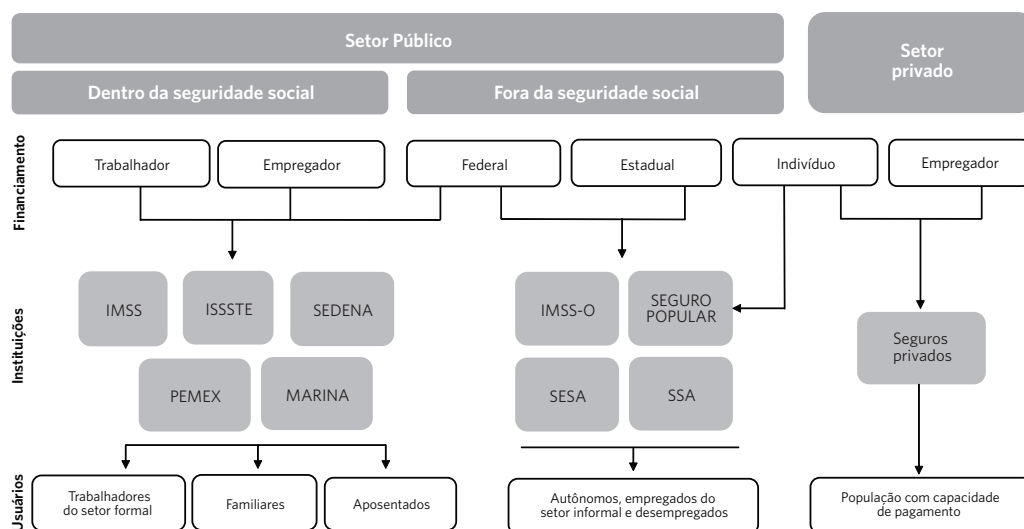 Setor Público
Setor
privado
Dentro da seguridade social
Fora da seguridade social
Financiamento
Trabalhador
Empregador
Federal
Estadual
Indivíduo
Empregador
Instituições
IMSS
ISSSTE
SEDENA
IMSS-O
SEGURO
POPULAR
Seguros
privados
PEMEX
MARINA
SESA
SSA
Usuários
Trabalhadores
do setor formal
Familiares
Aposentados
Autônomos, empregados do
setor informal e desempregados
População com capacidade
de pagamento